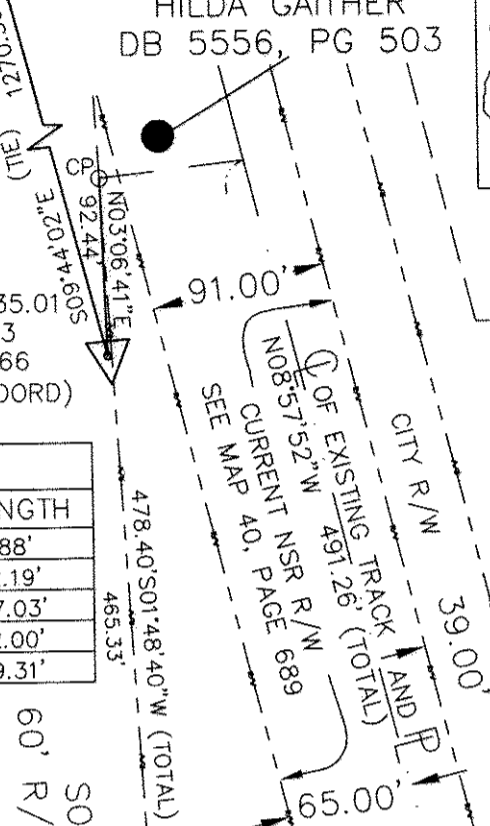 HILDA GAITHER
DB 5556, PG 503
(TIE)
S09°44'02"E
CP
N03°06'41"E
92.44'
35.01
3
66
OORD)
91.00'
℄ OF EXISTING TRACK 1 AND
N08°57'52"W 491.26' (TOTAL)
CURRENT NSR R/W
SEE MAP 40, PAGE 689
CITY R/W
39.00'
65.00'
NGTH
88'
.19'
7.03'
.00'
9.31'
478.40' S01°48'40"W (TOTAL)
465.33'
SO
60' R/